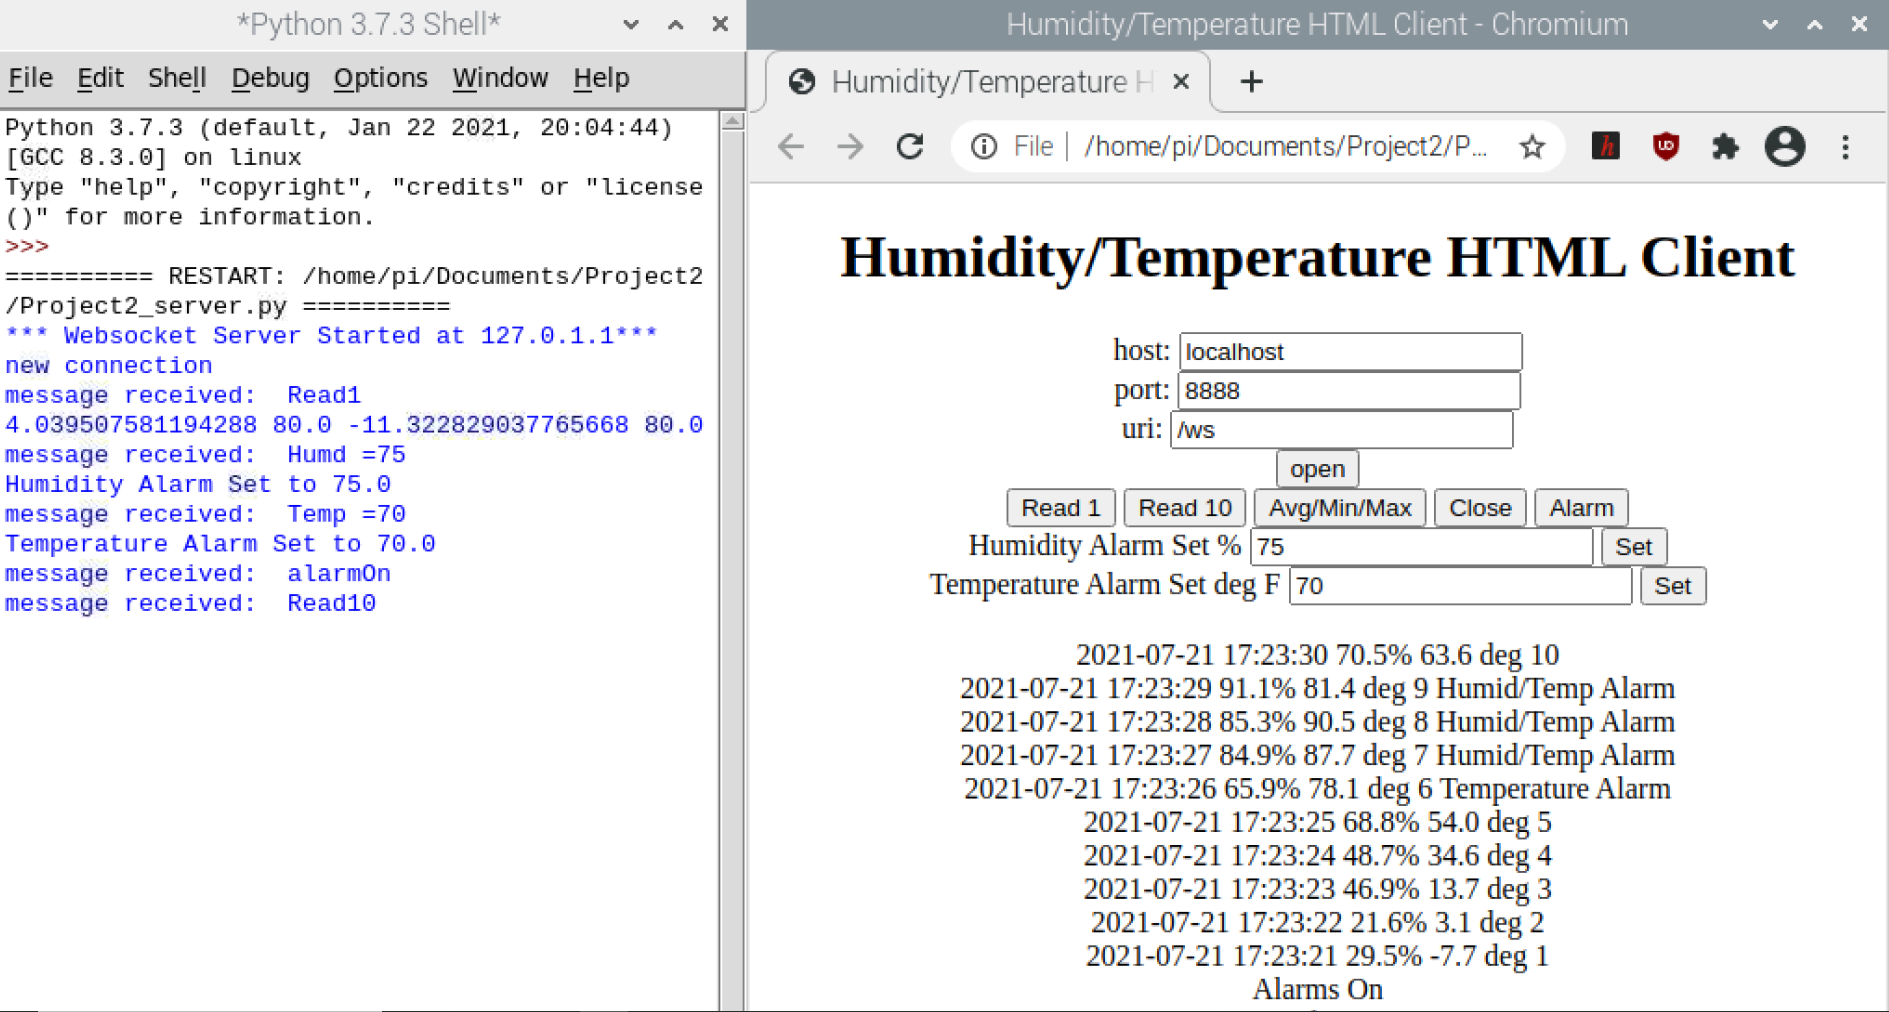 *Python 3.7.3 Shell*
File Edit Shell Debug Options Window Help
Python 3.7.3 (default, Jan 22 2021, 20:04:44)
[GCC 8.3.0] on linux
Type "help", "copyright", "credits" or "license
()" for more information.
>>>
========== RESTART: /home/pi/Documents/Project2
/Project2_server.py ==========
*** Websocket Server Started at 127.0.1.1***
new connection
message received:  Read1
4.039507581194288 80.0 -11.322829037765668 80.0
message received:  Humd =75
Humidity Alarm Set to 75.0
message received:  Temp =70
Temperature Alarm Set to 70.0
message received:  alarmOn
message received:  Read10
Humidity/Temperature HTML Client - Chromium
Humidity/Temperature H
File | /home/pi/Documents/Project2/P...
Humidity/Temperature HTML Client
host: localhost
port: 8888
uri: /ws
open
Read 1 Read 10 Avg/Min/Max Close Alarm
Humidity Alarm Set % 75 Set
Temperature Alarm Set deg F 70 Set
2021-07-21 17:23:30 70.5% 63.6 deg 10
2021-07-21 17:23:29 91.1% 81.4 deg 9 Humid/Temp Alarm
2021-07-21 17:23:28 85.3% 90.5 deg 8 Humid/Temp Alarm
2021-07-21 17:23:27 84.9% 87.7 deg 7 Humid/Temp Alarm
2021-07-21 17:23:26 65.9% 78.1 deg 6 Temperature Alarm
2021-07-21 17:23:25 68.8% 54.0 deg 5
2021-07-21 17:23:24 48.7% 34.6 deg 4
2021-07-21 17:23:23 46.9% 13.7 deg 3
2021-07-21 17:23:22 21.6% 3.1 deg 2
2021-07-21 17:23:21 29.5% -7.7 deg 1
Alarms On